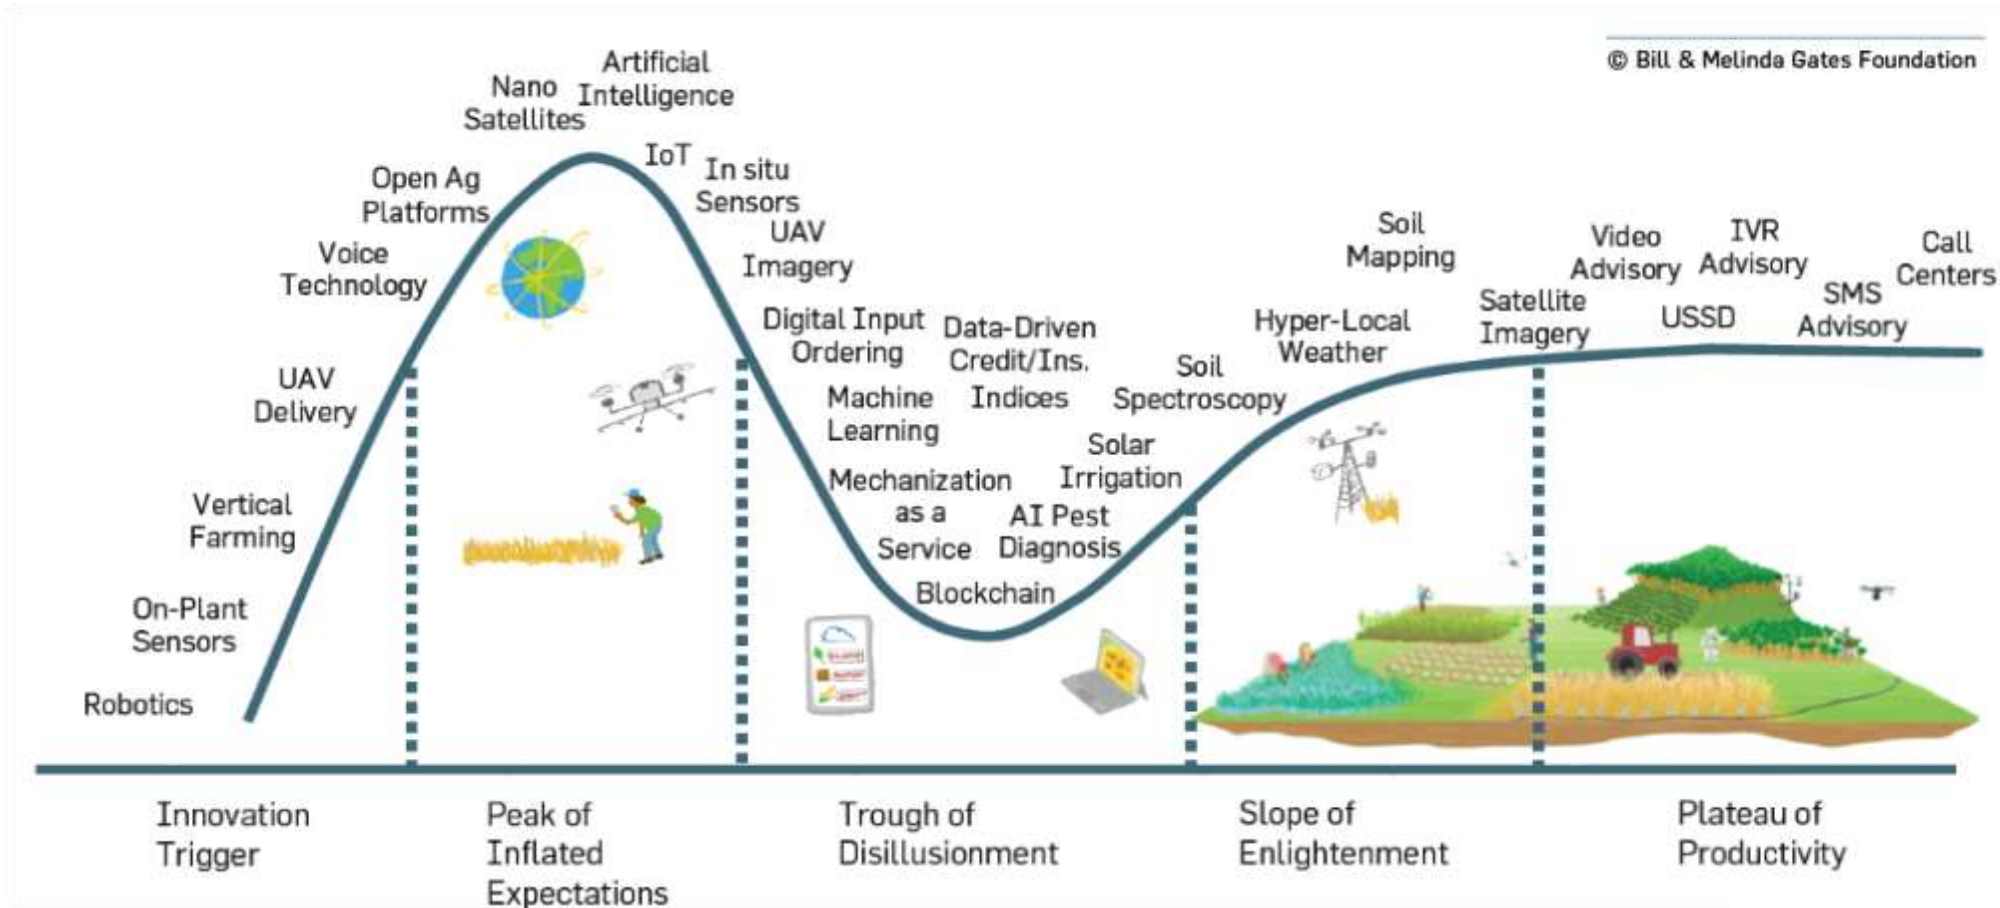 © Bill & Melinda Gates Foundation
Artificial
Intelligence
Nano
Satellites
IoT
In situ
Sensors
Open Ag
Platforms
UAV
Imagery
Voice
Technology
Soil
Mapping
Video
Advisory
IVR
Advisory
Call
Centers
Digital Input
Ordering
Data-Driven
Credit/Ins.
Indices
Hyper-Local
Weather
Satellite
Imagery
USSD
SMS
Advisory
UAV
Delivery
Machine
Learning
Soil
Spectroscopy
Solar
Irrigation
Mechanization
as a
Service
AI Pest
Diagnosis
Vertical
Farming
Blockchain
On-Plant
Sensors
Robotics
Innovation
Trigger
Peak of
Inflated
Expectations
Trough of
Disillusionment
Slope of
Enlightenment
Plateau of
Productivity